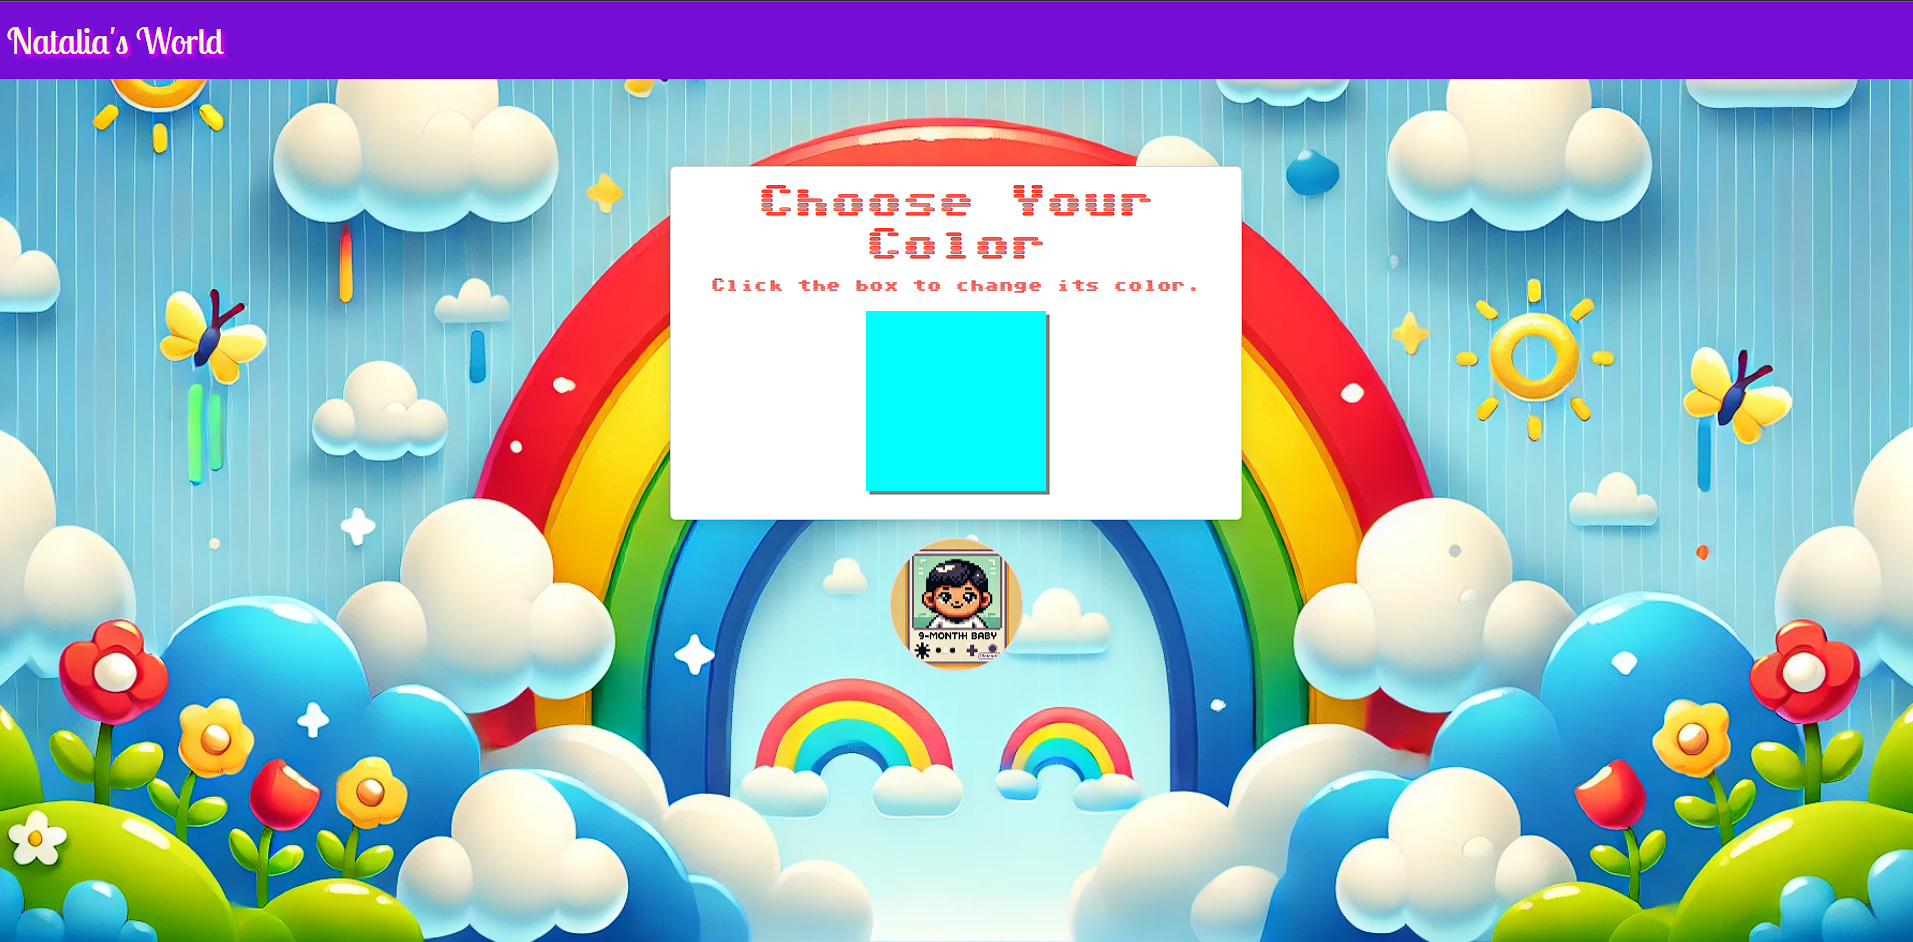 Natalia's World
Choose Your
Color
Click the box to change its color.
9-MONTH BABY